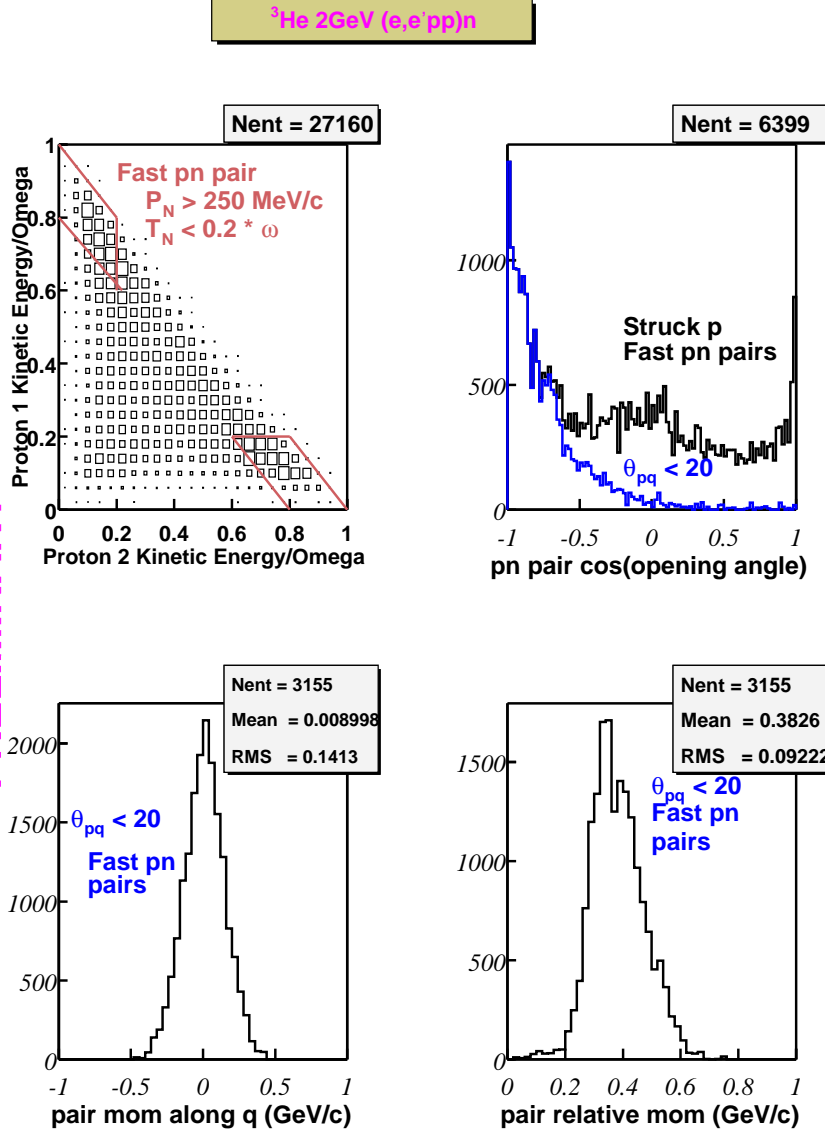 ³He 2GeV (e,e'pp)n
Nent = 27160
Proton 1 Kinetic Energy/Omega
1
0.8
0.6
0.4
0.2
0
Fast pn pair
P_N > 250 MeV/c
T_N < 0.2 * ω
0 0.2 0.4 0.6 0.8 1
Proton 2 Kinetic Energy/Omega
Nent = 6399
1000
500
0
Struck p
Fast pn pairs
θ_pq < 20
-1 -0.5 0 0.5 1
pn pair cos(opening angle)
Nent = 3155
Mean = 0.008998
RMS = 0.1413
2000
1500
1000
500
0
θ_pq < 20
Fast pn
pairs
-1 -0.5 0 0.5 1
pair mom along q (GeV/c)
Nent = 3155
Mean = 0.3826
RMS = 0.09222
1500
1000
500
0
θ_pq < 20
Fast pn
pairs
0 0.2 0.4 0.6 0.8 1
pair relative mom (GeV/c)